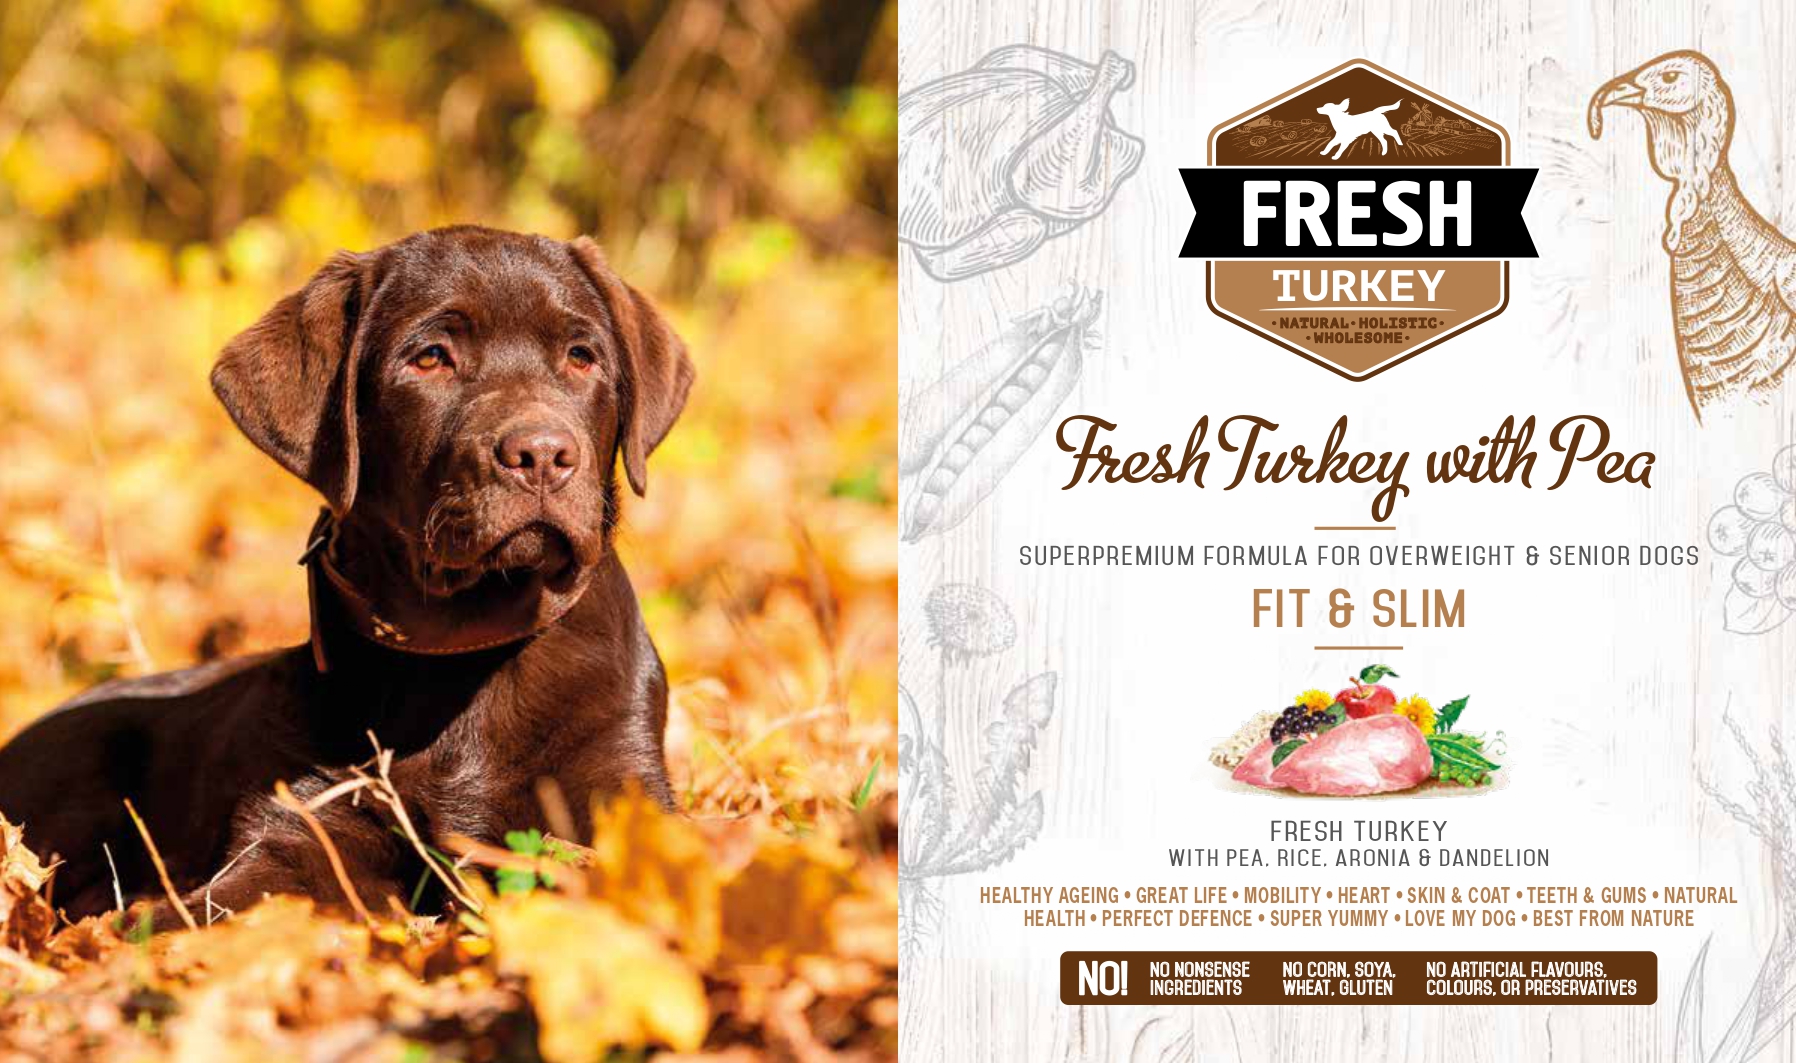 FRESH
TURKEY
•NATURAL•HOLISTIC•
•WHOLESOME•
Fresh Turkey with Pea
SUPERPREMIUM FORMULA FOR OVERWEIGHT & SENIOR DOGS
FIT & SLIM
FRESH TURKEY
WITH PEA, RICE, ARONIA & DANDELION
HEALTHY AGEING • GREAT LIFE • MOBILITY • HEART • SKIN & COAT • TEETH & GUMS • NATURAL
HEALTH • PERFECT DEFENCE • SUPER YUMMY • LOVE MY DOG • BEST FROM NATURE
NO!
NO NONSENSE
INGREDIENTS
NO CORN, SOYA,
WHEAT, GLUTEN
NO ARTIFICIAL FLAVOURS,
COLOURS, OR PRESERVATIVES